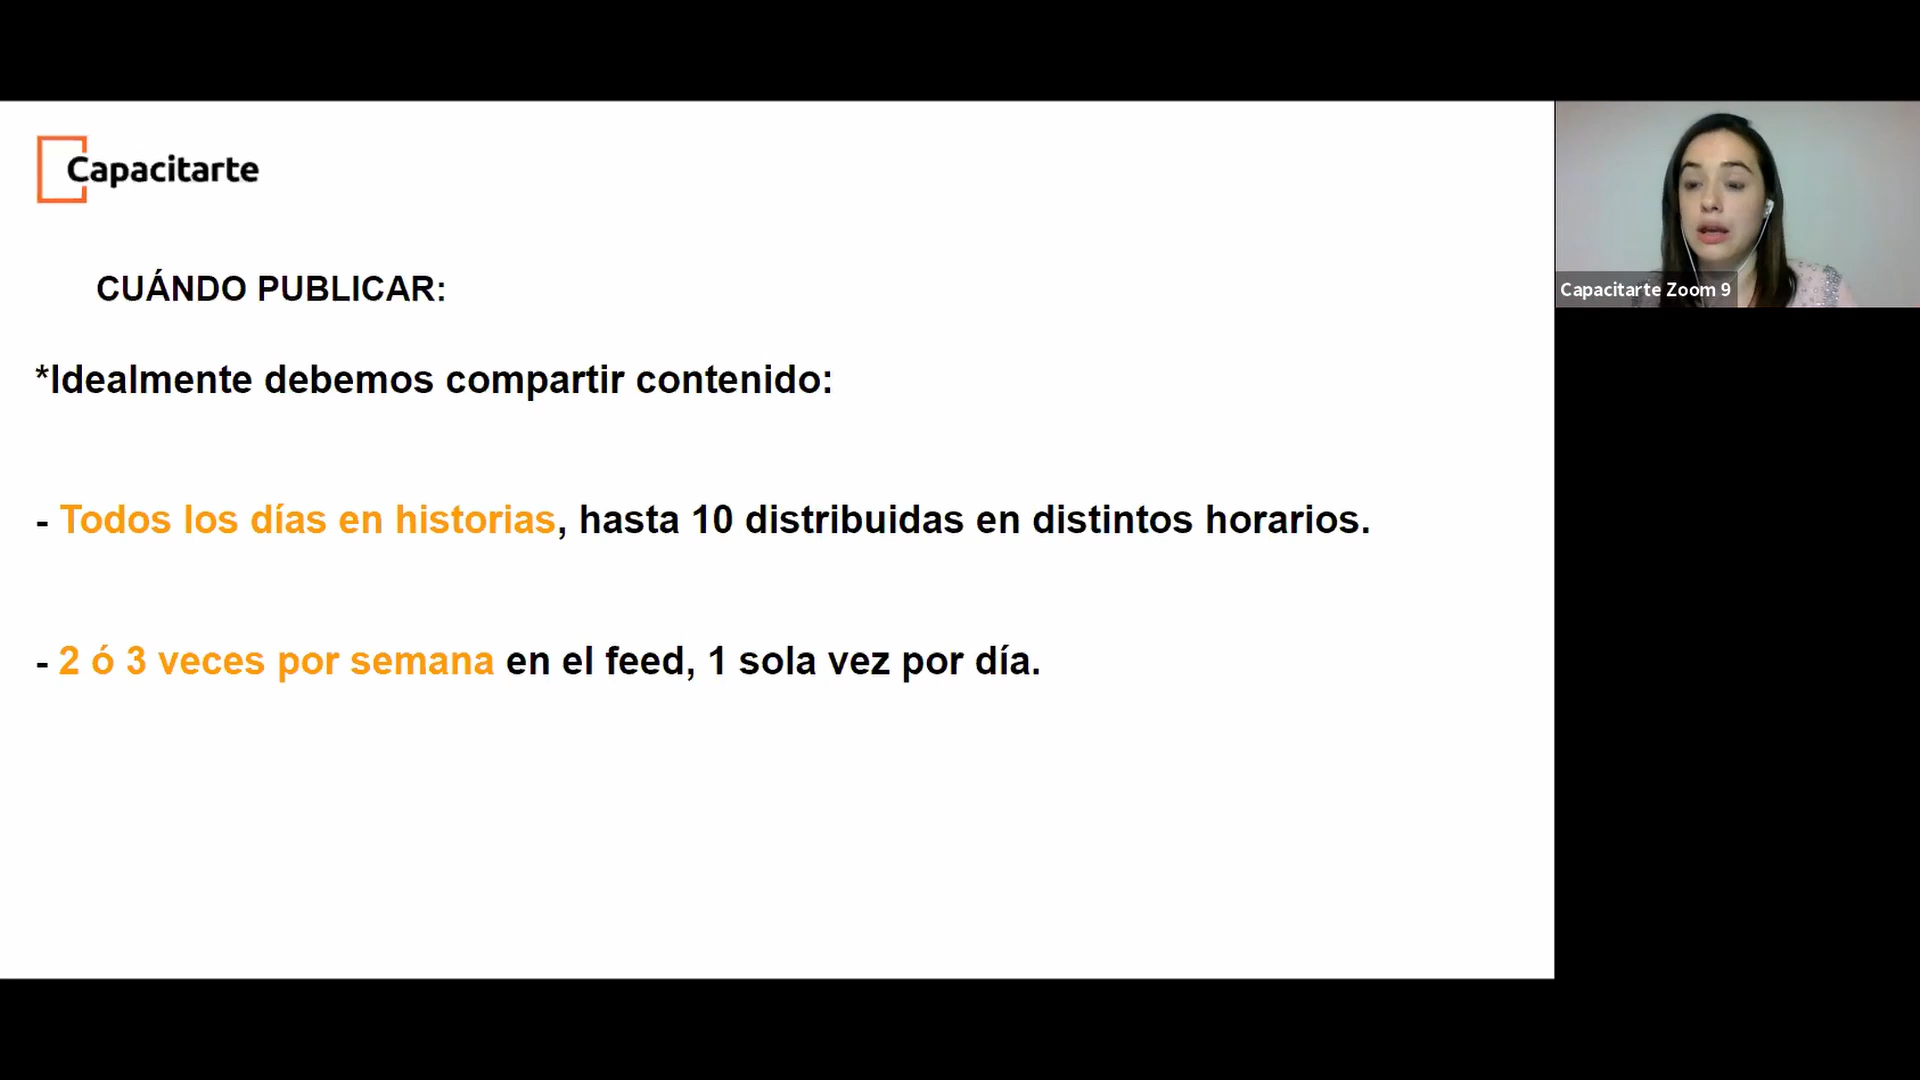 Capacitarte
CUÁNDO PUBLICAR:
*Idealmente debemos compartir contenido:
- Todos los días en historias, hasta 10 distribuidas en distintos horarios.
- 2 ó 3 veces por semana en el feed, 1 sola vez por día.
Capacitarte Zoom 9